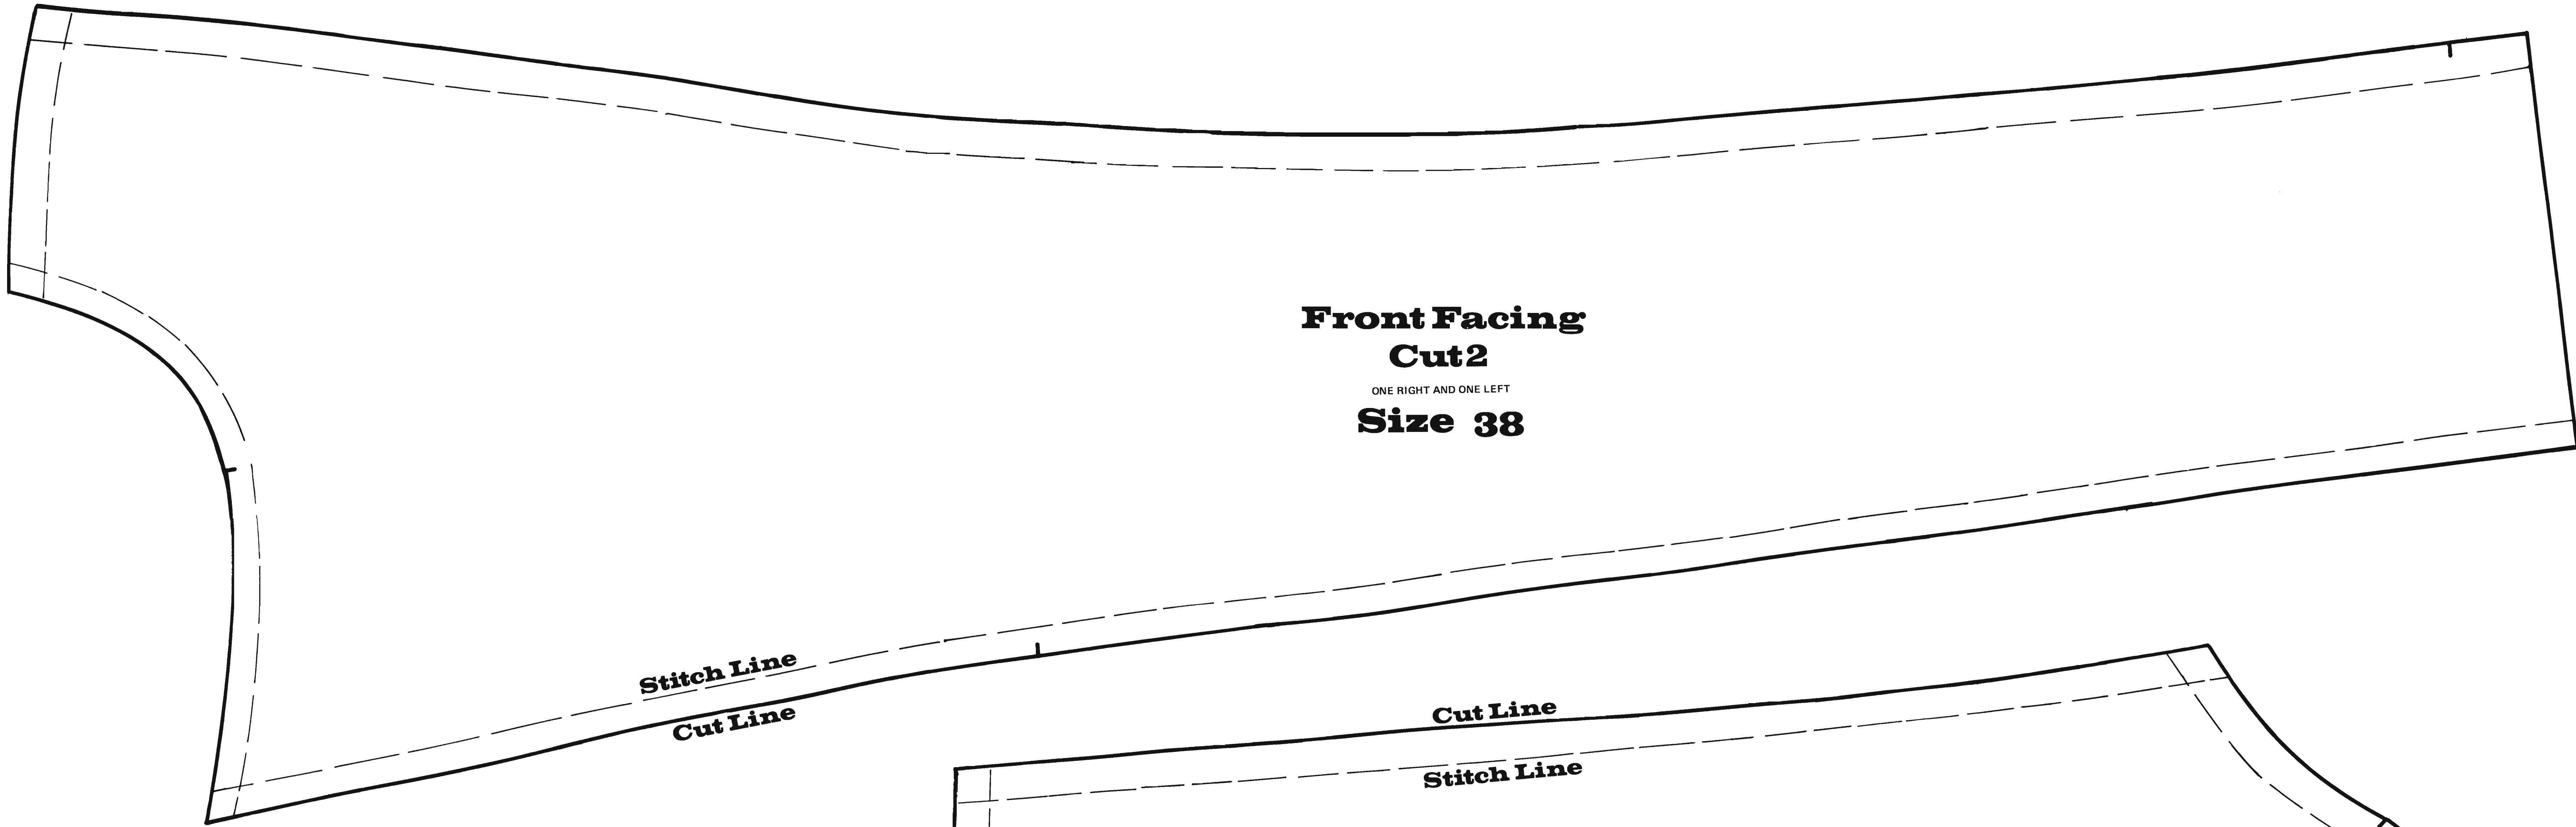 Front Facing
Cut 2
ONE RIGHT AND ONE LEFT
Size 38
Stitch Line
Cut Line
Cut Line
Stitch Line